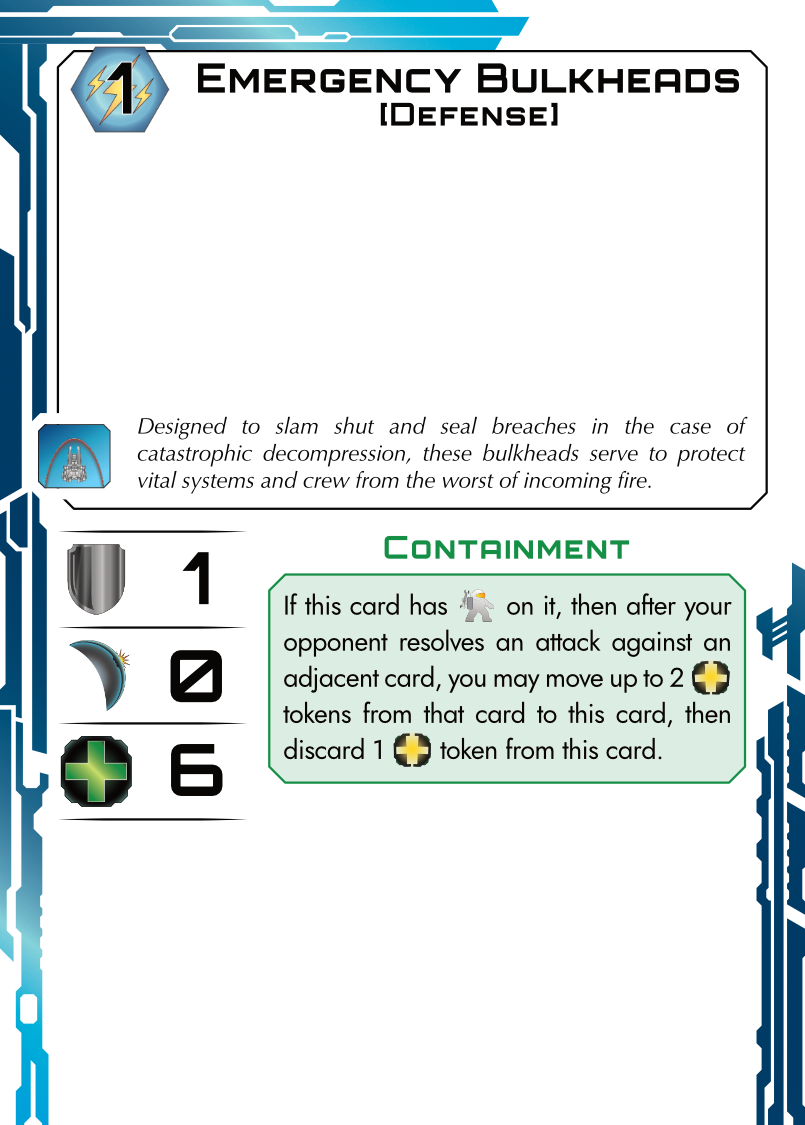 1
Emergency Bulkheads
[Defense]
Designed to slam shut and seal breaches in the case of
catastrophic decompression, these bulkheads serve to protect
vital systems and crew from the worst of incoming fire.
1
0
6
Containment
If this card has on it, then after your
opponent resolves an attack against an
adjacent card, you may move up to 2
tokens from that card to this card, then
discard 1 token from this card.